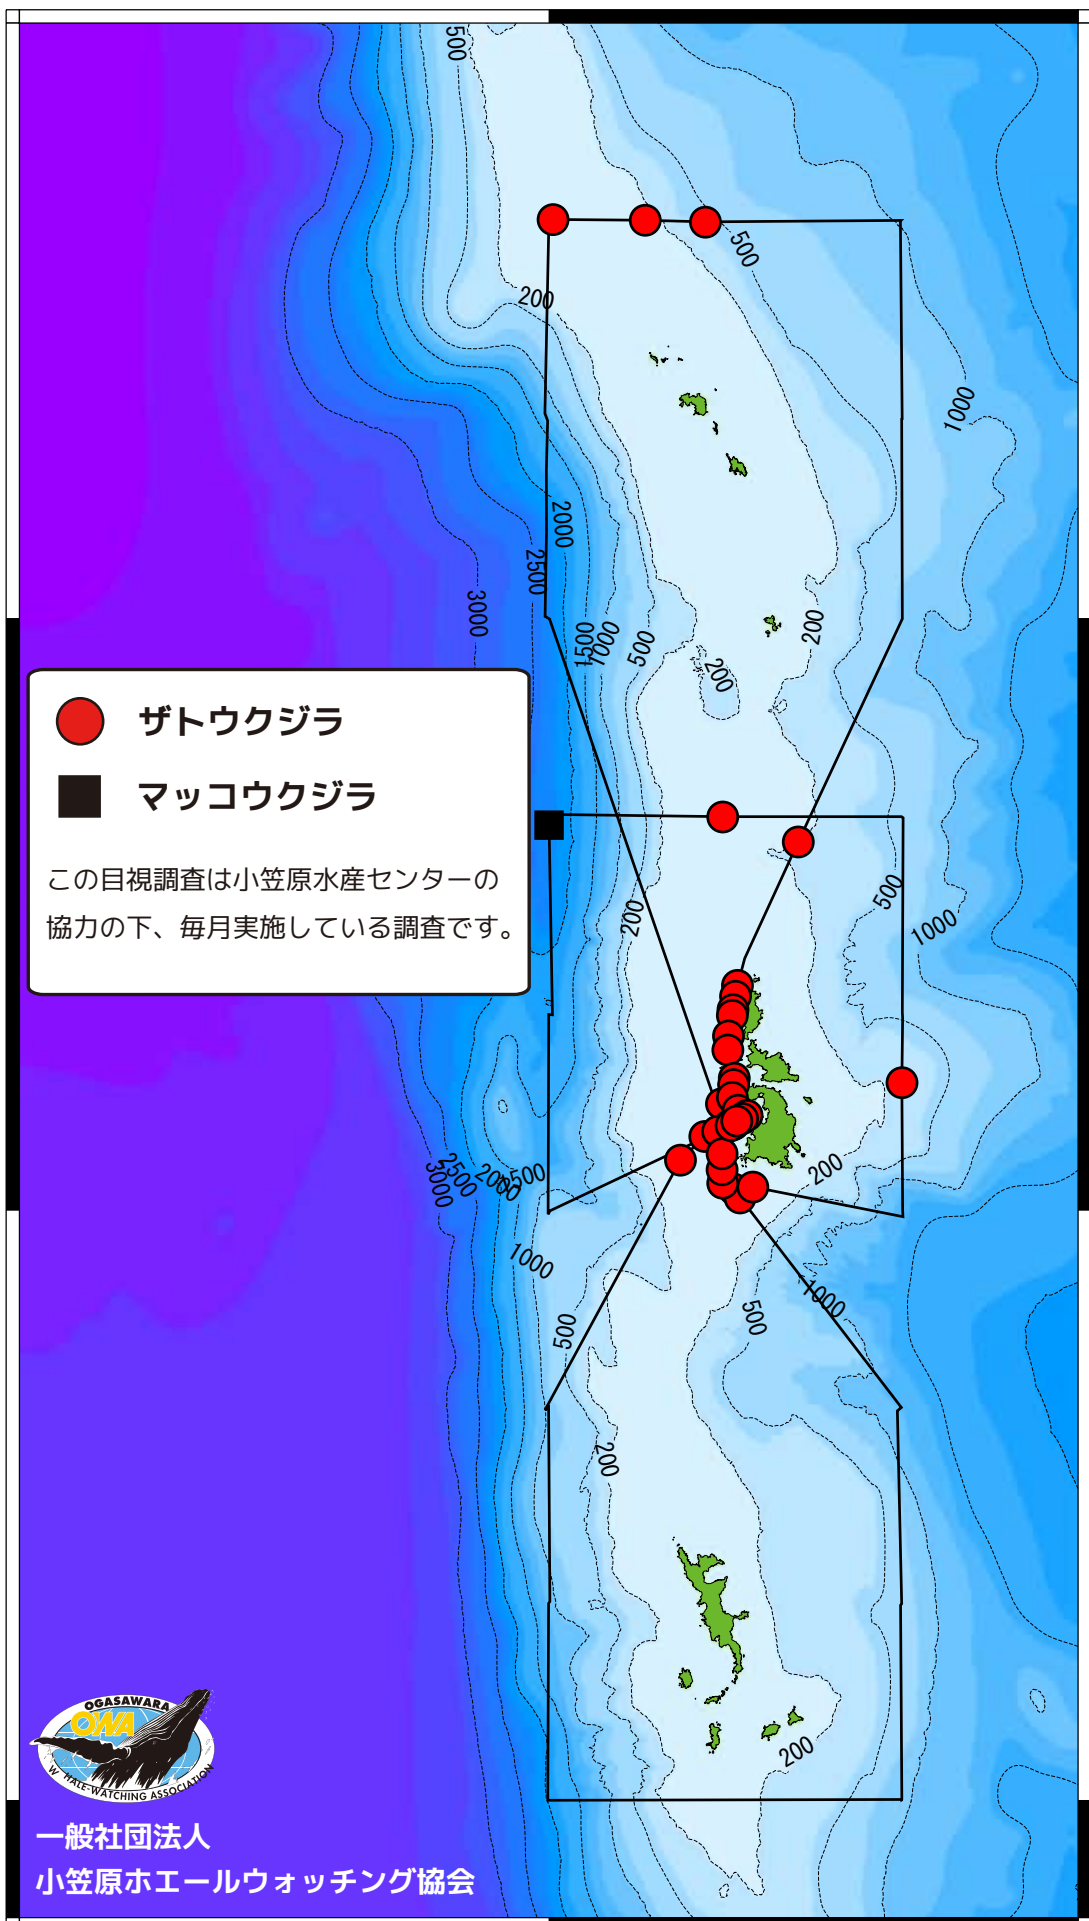 500
500
200
1000
2000
2500
3000
1500
1000
500
200
200
ザトウクジラ
マッコウクジラ
この目視調査は小笠原水産センターの
協力の下、毎月実施している調査です。
200
500
1000
3000
2500
2000
1500
200
1000
500
500
1000
200
200
OGASAWARA
OWA
WHALE-WATCHING ASSOCIATION
一般社団法人
小笠原ホエールウォッチング協会